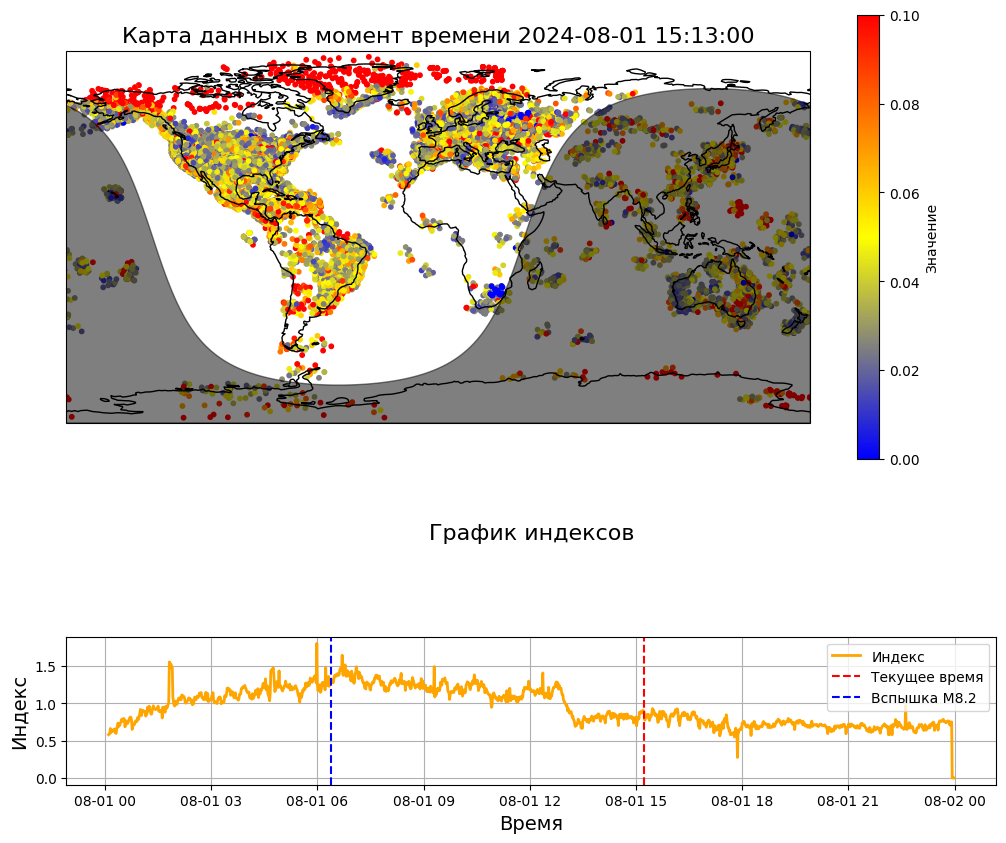 Карта данных в момент времени 2024-08-01 15:13:00
0.10
0.08
0.06
0.04
0.02
0.00
Значение
График индексов
Индекс
1.5
1.0
0.5
0.0
Индекс
Текущее время
Вспышка M8.2
08-01 00 08-01 03 08-01 06 08-01 09 08-01 12 08-01 15 08-01 18 08-01 21 08-02 00
Время